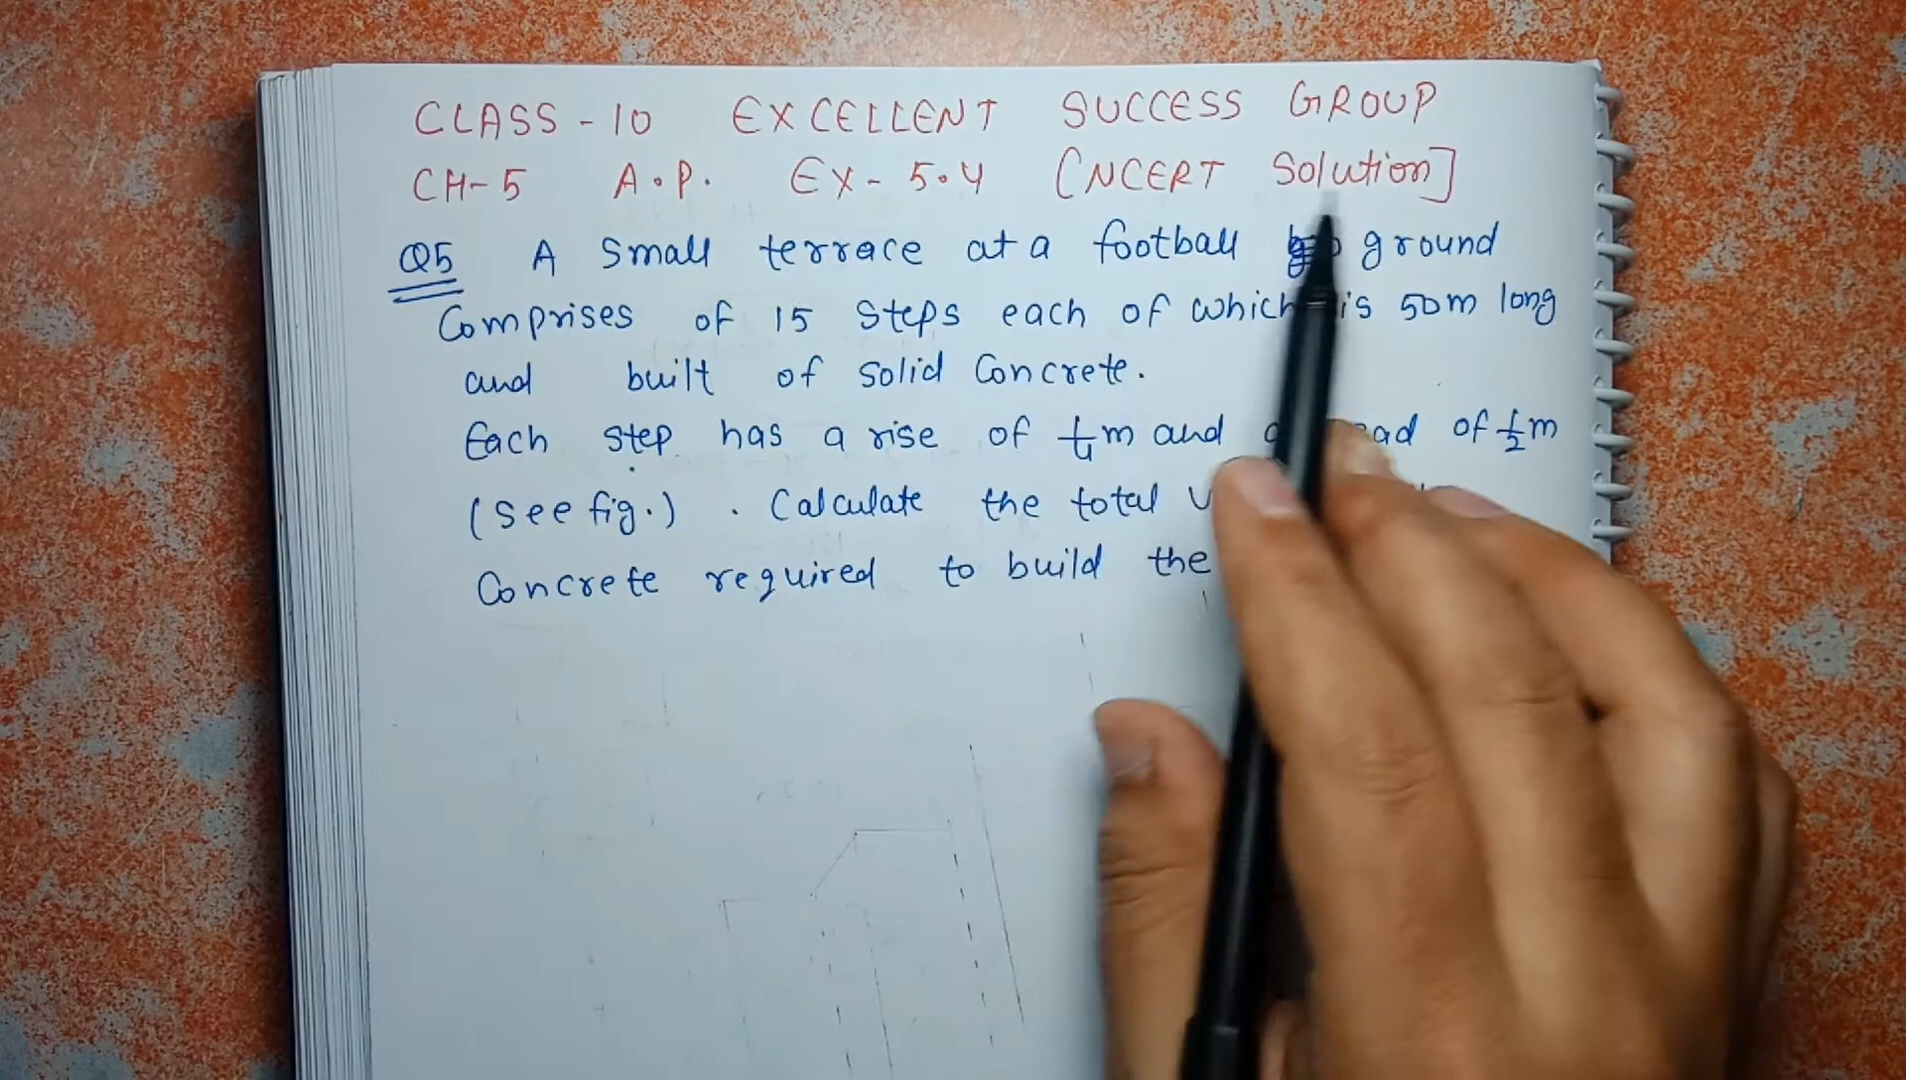 CLASS - 10 EXCELLENT SUCCESS GROUP
CH-5 A.P. EX- 5.4 [NCERT Solution]
Q5 A small terrace at a football ground
Comprises of 15 steps each of which is 50m long
and built of solid Concrete.
Each step has a rise of 1/4 m and of 1/2 m
(see fig.) . Calculate the total
Concrete required to build the